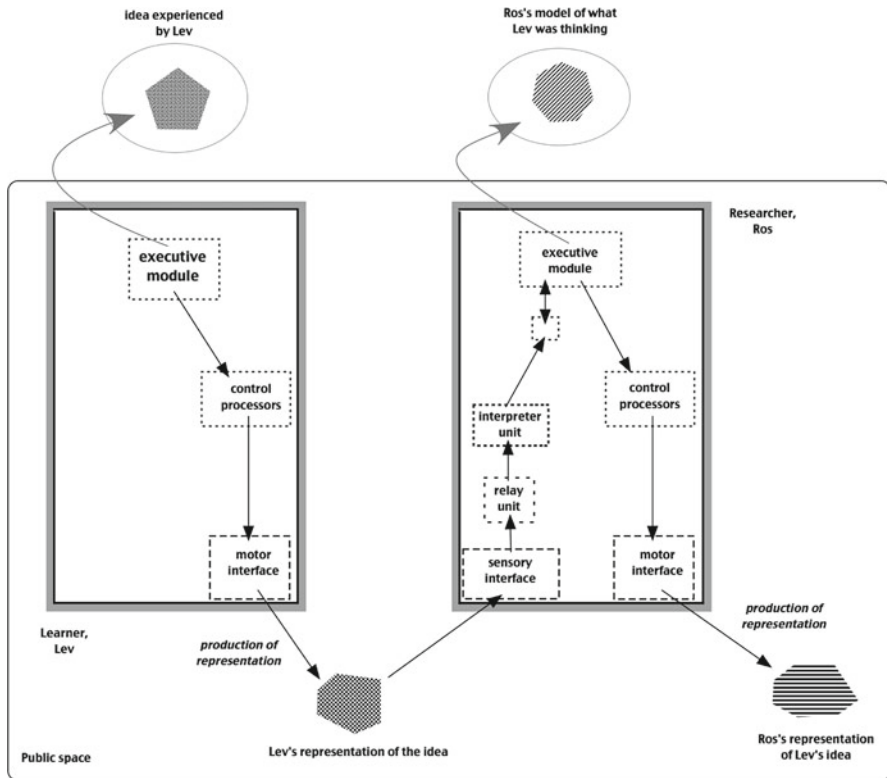 idea experienced
by Lev
Ros's model of what
Lev was thinking
Researcher,
Ros
executive
module
executive
module
control
processors
control
processors
interpreter
unit
relay
unit
motor
interface
sensory
interface
motor
interface
Learner,
Lev
production of
representation
production of
representation
Public space
Lev's representation of the idea
Ros's representation
of Lev's idea